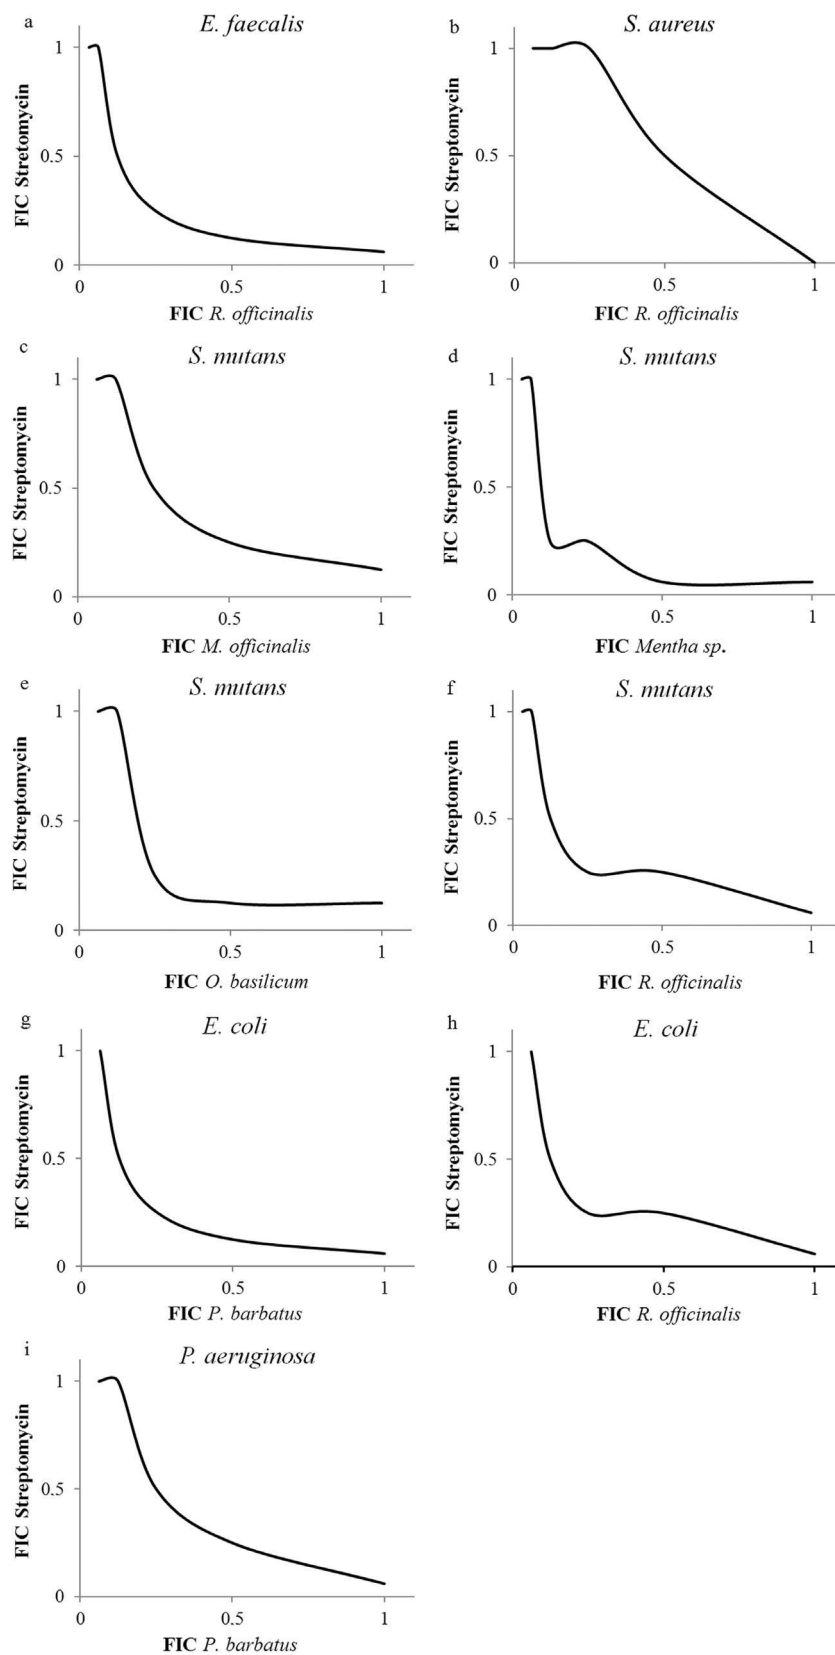 a
E. faecalis
FIC Stretomycin
1
0.5
0
0
0.5
1
FIC R. officinalis
b
S. aureus
FIC Streptomycin
1
0.5
0
0
0.5
1
FIC R. officinalis
c
S. mutans
FIC Streptomycin
1
0.5
0
0
0.5
1
FIC M. officinalis
d
S. mutans
FIC Streptomycin
1
0.5
0
0
0.5
1
FIC Mentha sp.
e
S. mutans
FIC Streptomycin
1
0.5
0
0
0.5
1
FIC O. basilicum
f
S. mutans
FIC Streptomycin
1
0.5
0
0
0.5
1
FIC R. officinalis
g
E. coli
FIC Streptomycin
1
0.5
0
0
0.5
1
FIC P. barbatus
h
E. coli
FIC Streptomycin
1
0.5
0
0
0.5
1
FIC R. officinalis
i
P. aeruginosa
FIC Streptomycin
1
0.5
0
0
0.5
1
FIC P. barbatus